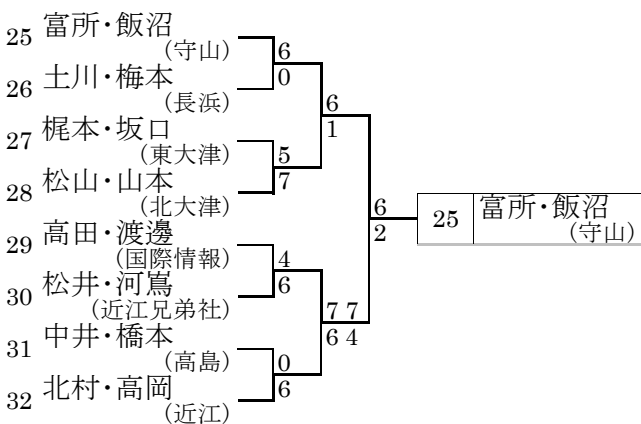 25 富所・飯沼
(守山)
6
0
26 土川・梅本
(長浜)
6
1
27 梶本・坂口
(東大津)
5
7
28 松山・山本
(北大津)
6
2
25 富所・飯沼
(守山)
29 高田・渡邊
(国際情報)
4
6
30 松井・河嶌
(近江兄弟社)
7 7
6 4
31 中井・橋本
(高島)
0
6
32 北村・高岡
(近江)